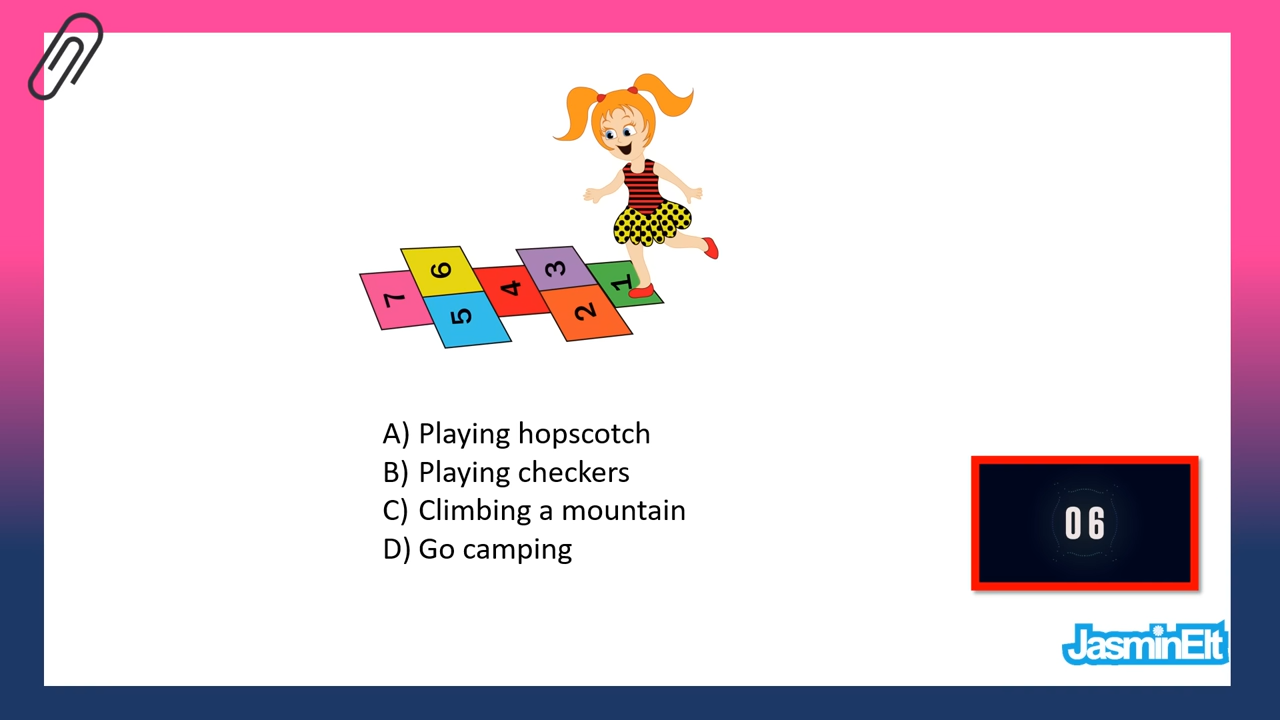 7
6
5
4
3
2
1
A) Playing hopscotch
B) Playing checkers
C) Climbing a mountain
D) Go camping
06
JasminElt